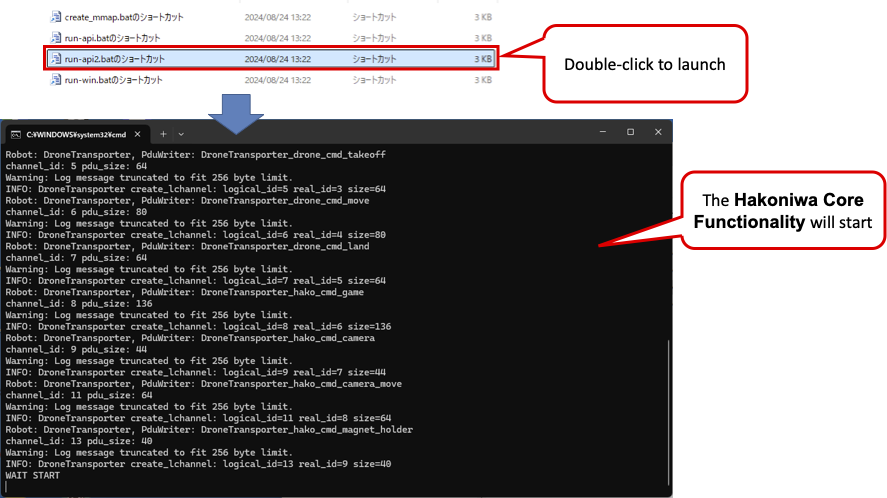 create_mmap.batのショートカット 2024/08/24 13:22 ショートカット 3 KB
run-api.batのショートカット 2024/08/24 13:22 ショートカット 3 KB
run-api2.batのショートカット 2024/08/24 13:22 ショートカット 3 KB
run-win.batのショートカット 2024/08/24 13:22 ショートカット 3 KB
Double-click to launch
C:¥WINDOWS¥system32¥cmd
Robot: DroneTransporter, PduWriter: DroneTransporter_drone_cmd_takeoff
channel_id: 5 pdu_size: 64
Warning: Log message truncated to fit 256 byte limit.
INFO: DroneTransporter create_lchannel: logical_id=5 real_id=3 size=64
Robot: DroneTransporter, PduWriter: DroneTransporter_drone_cmd_move
channel_id: 6 pdu_size: 80
Warning: Log message truncated to fit 256 byte limit.
INFO: DroneTransporter create_lchannel: logical_id=6 real_id=4 size=80
Robot: DroneTransporter, PduWriter: DroneTransporter_drone_cmd_land
channel_id: 7 pdu_size: 64
Warning: Log message truncated to fit 256 byte limit.
INFO: DroneTransporter create_lchannel: logical_id=7 real_id=5 size=64
Robot: DroneTransporter, PduWriter: DroneTransporter_hako_cmd_game
channel_id: 8 pdu_size: 136
Warning: Log message truncated to fit 256 byte limit.
INFO: DroneTransporter create_lchannel: logical_id=8 real_id=6 size=136
Robot: DroneTransporter, PduWriter: DroneTransporter_hako_cmd_camera
channel_id: 9 pdu_size: 44
Warning: Log message truncated to fit 256 byte limit.
INFO: DroneTransporter create_lchannel: logical_id=9 real_id=7 size=44
Robot: DroneTransporter, PduWriter: DroneTransporter_hako_cmd_camera_move
channel_id: 11 pdu_size: 64
Warning: Log message truncated to fit 256 byte limit.
INFO: DroneTransporter create_lchannel: logical_id=11 real_id=8 size=64
Robot: DroneTransporter, PduWriter: DroneTransporter_hako_cmd_magnet_holder
channel_id: 13 pdu_size: 40
Warning: Log message truncated to fit 256 byte limit.
INFO: DroneTransporter create_lchannel: logical_id=13 real_id=9 size=40
WAIT START
The Hakoniwa Core
Functionality will start